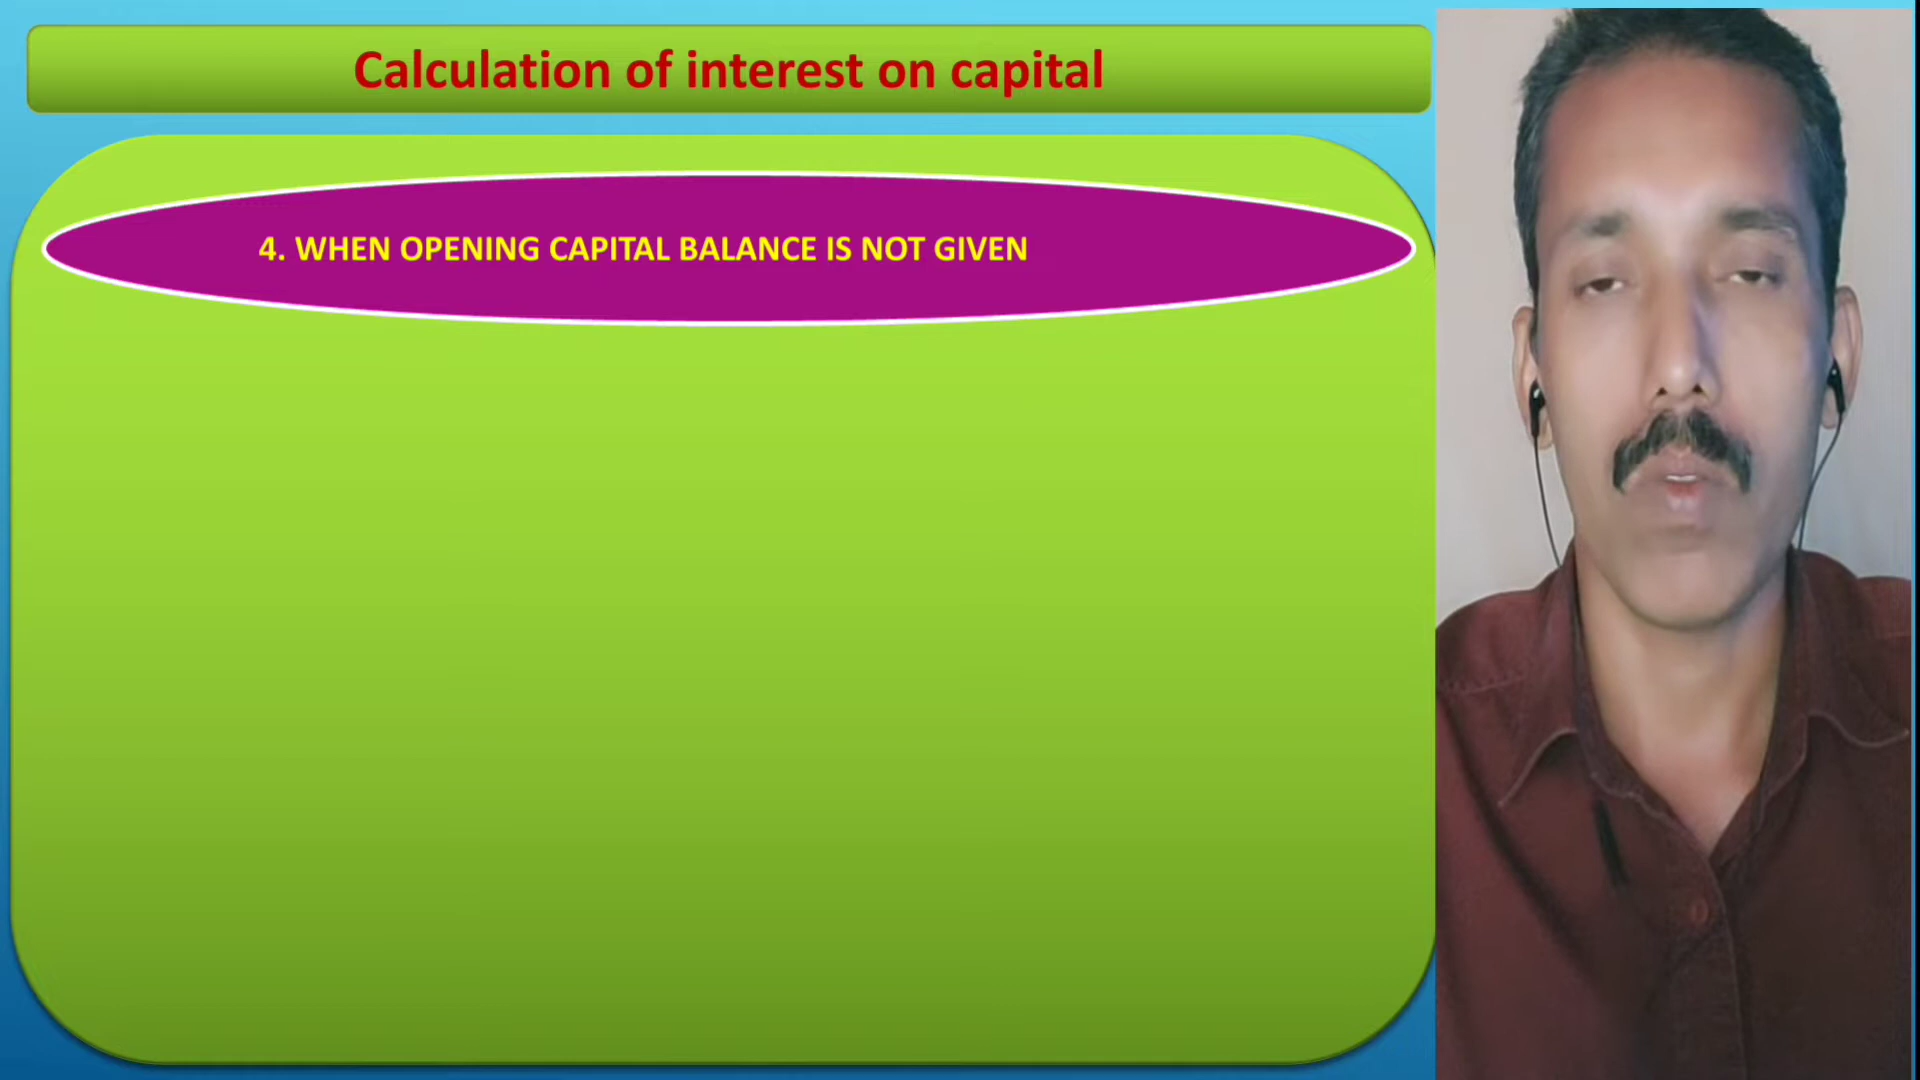 Calculation of interest on capital
4. WHEN OPENING CAPITAL BALANCE IS NOT GIVEN